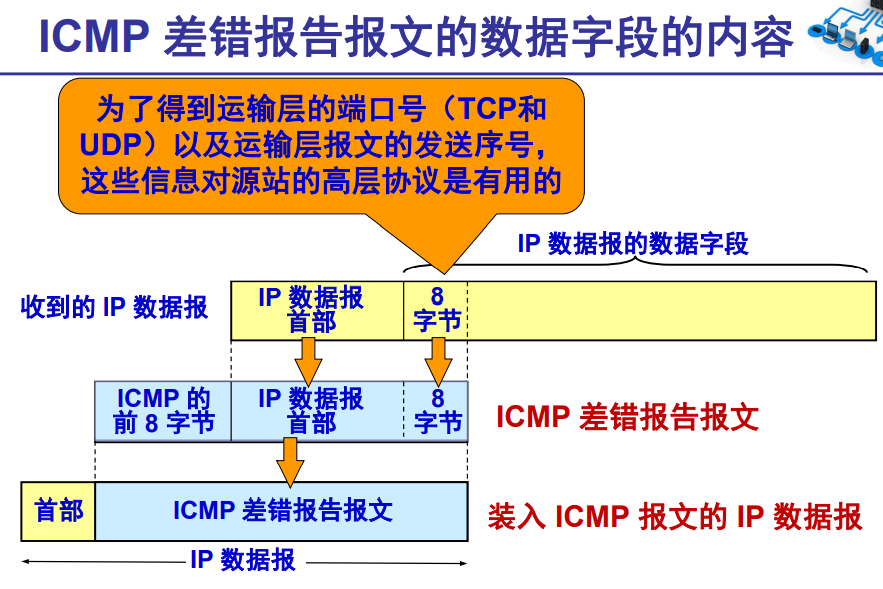 ICMP 差错报告报文的数据字段的内容
为了得到运输层的端口号（TCP和
UDP）以及运输层报文的发送序号，
这些信息对源站的高层协议是有用的
IP 数据报的数据字段
收到的 IP 数据报
IP 数据报
首部
8
字节
ICMP 的
前 8 字节
IP 数据报
首部
8
字节
ICMP 差错报告报文
首部
ICMP 差错报告报文
装入 ICMP 报文的 IP 数据报
IP 数据报